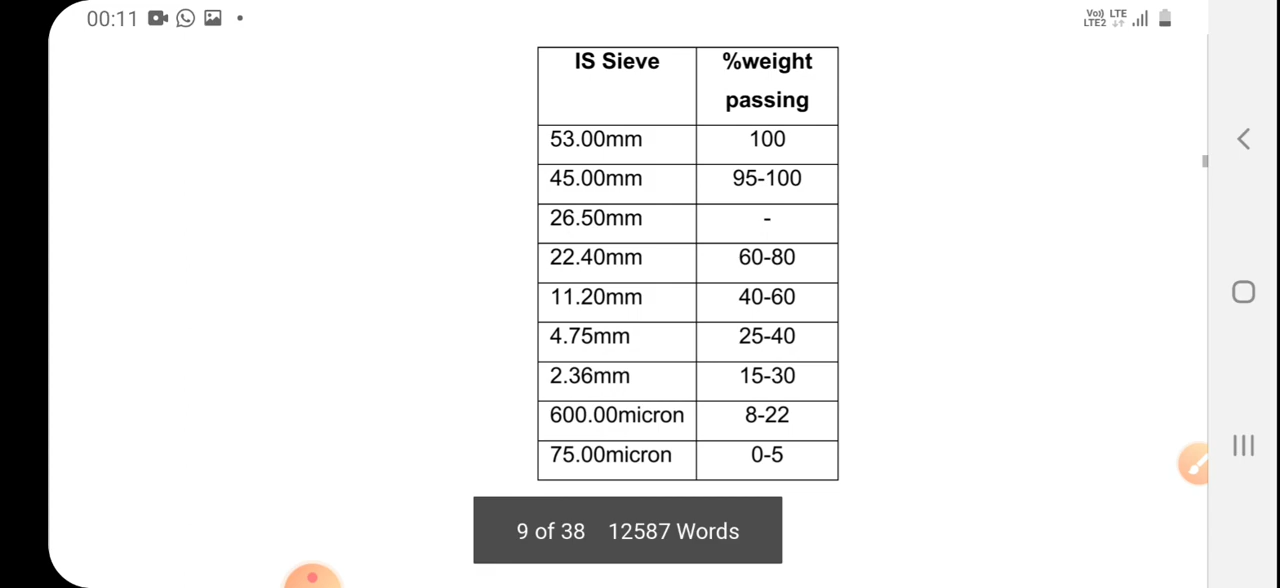 00:11
Vo)) LTE
LTE2
IS Sieve %weight
passing
53.00mm 100
45.00mm 95-100
26.50mm -
22.40mm 60-80
11.20mm 40-60
4.75mm 25-40
2.36mm 15-30
600.00micron 8-22
75.00micron 0-5
9 of 38 12587 Words